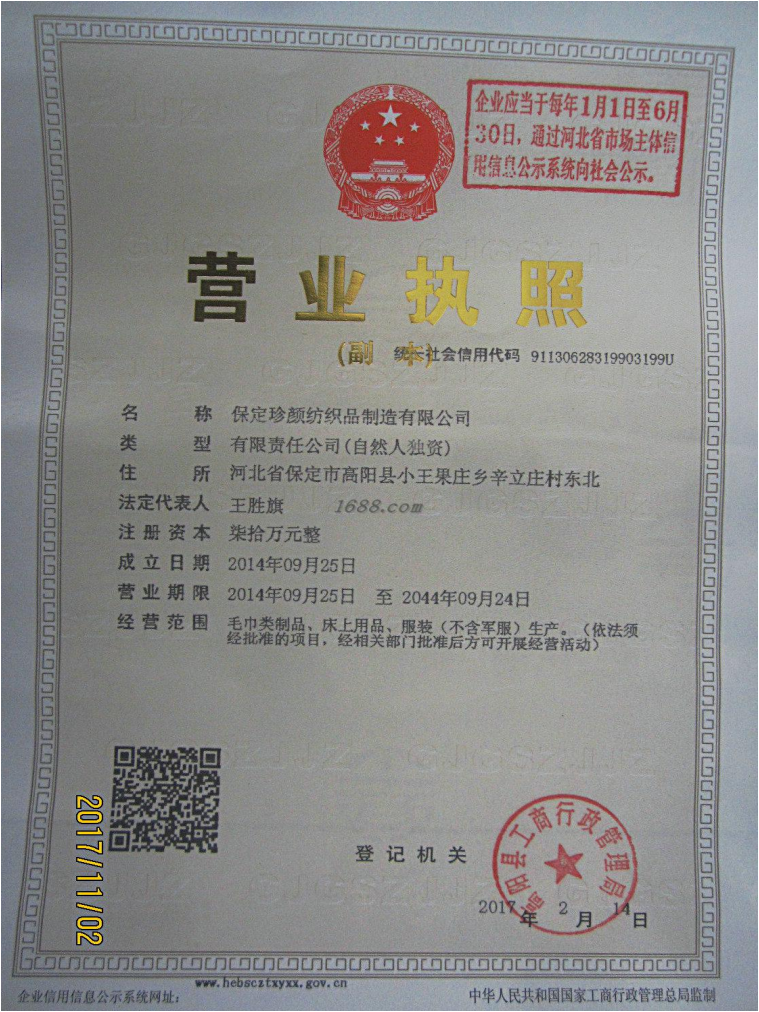 企业应当于每年1月1日至6月
30日，通过河北省市场主体信
用信息公示系统向社会公示。
营业执照
(副 本)
统一社会信用代码 91130628319903199U
名 称 保定珍颜纺织品制造有限公司
类 型 有限责任公司(自然人独资)
住 所 河北省保定市高阳县小王果庄乡辛立庄村东北
法定代表人 王胜旗
1688.com
注册资本 柒拾万元整
成立日期 2014年09月25日
营业期限 2014年09月25日 至 2044年09月24日
经营范围 毛巾类制品、床上用品、服装（不含军服）生产。（依法须
经批准的项目，经相关部门批准后方可开展经营活动）
2017/11/02
登记机关
高阳县工商行政管理局
2017年 2 月 14日
www.hebscztxyxx.gov.cn
企业信用信息公示系统网址：
中华人民共和国国家工商行政管理总局监制